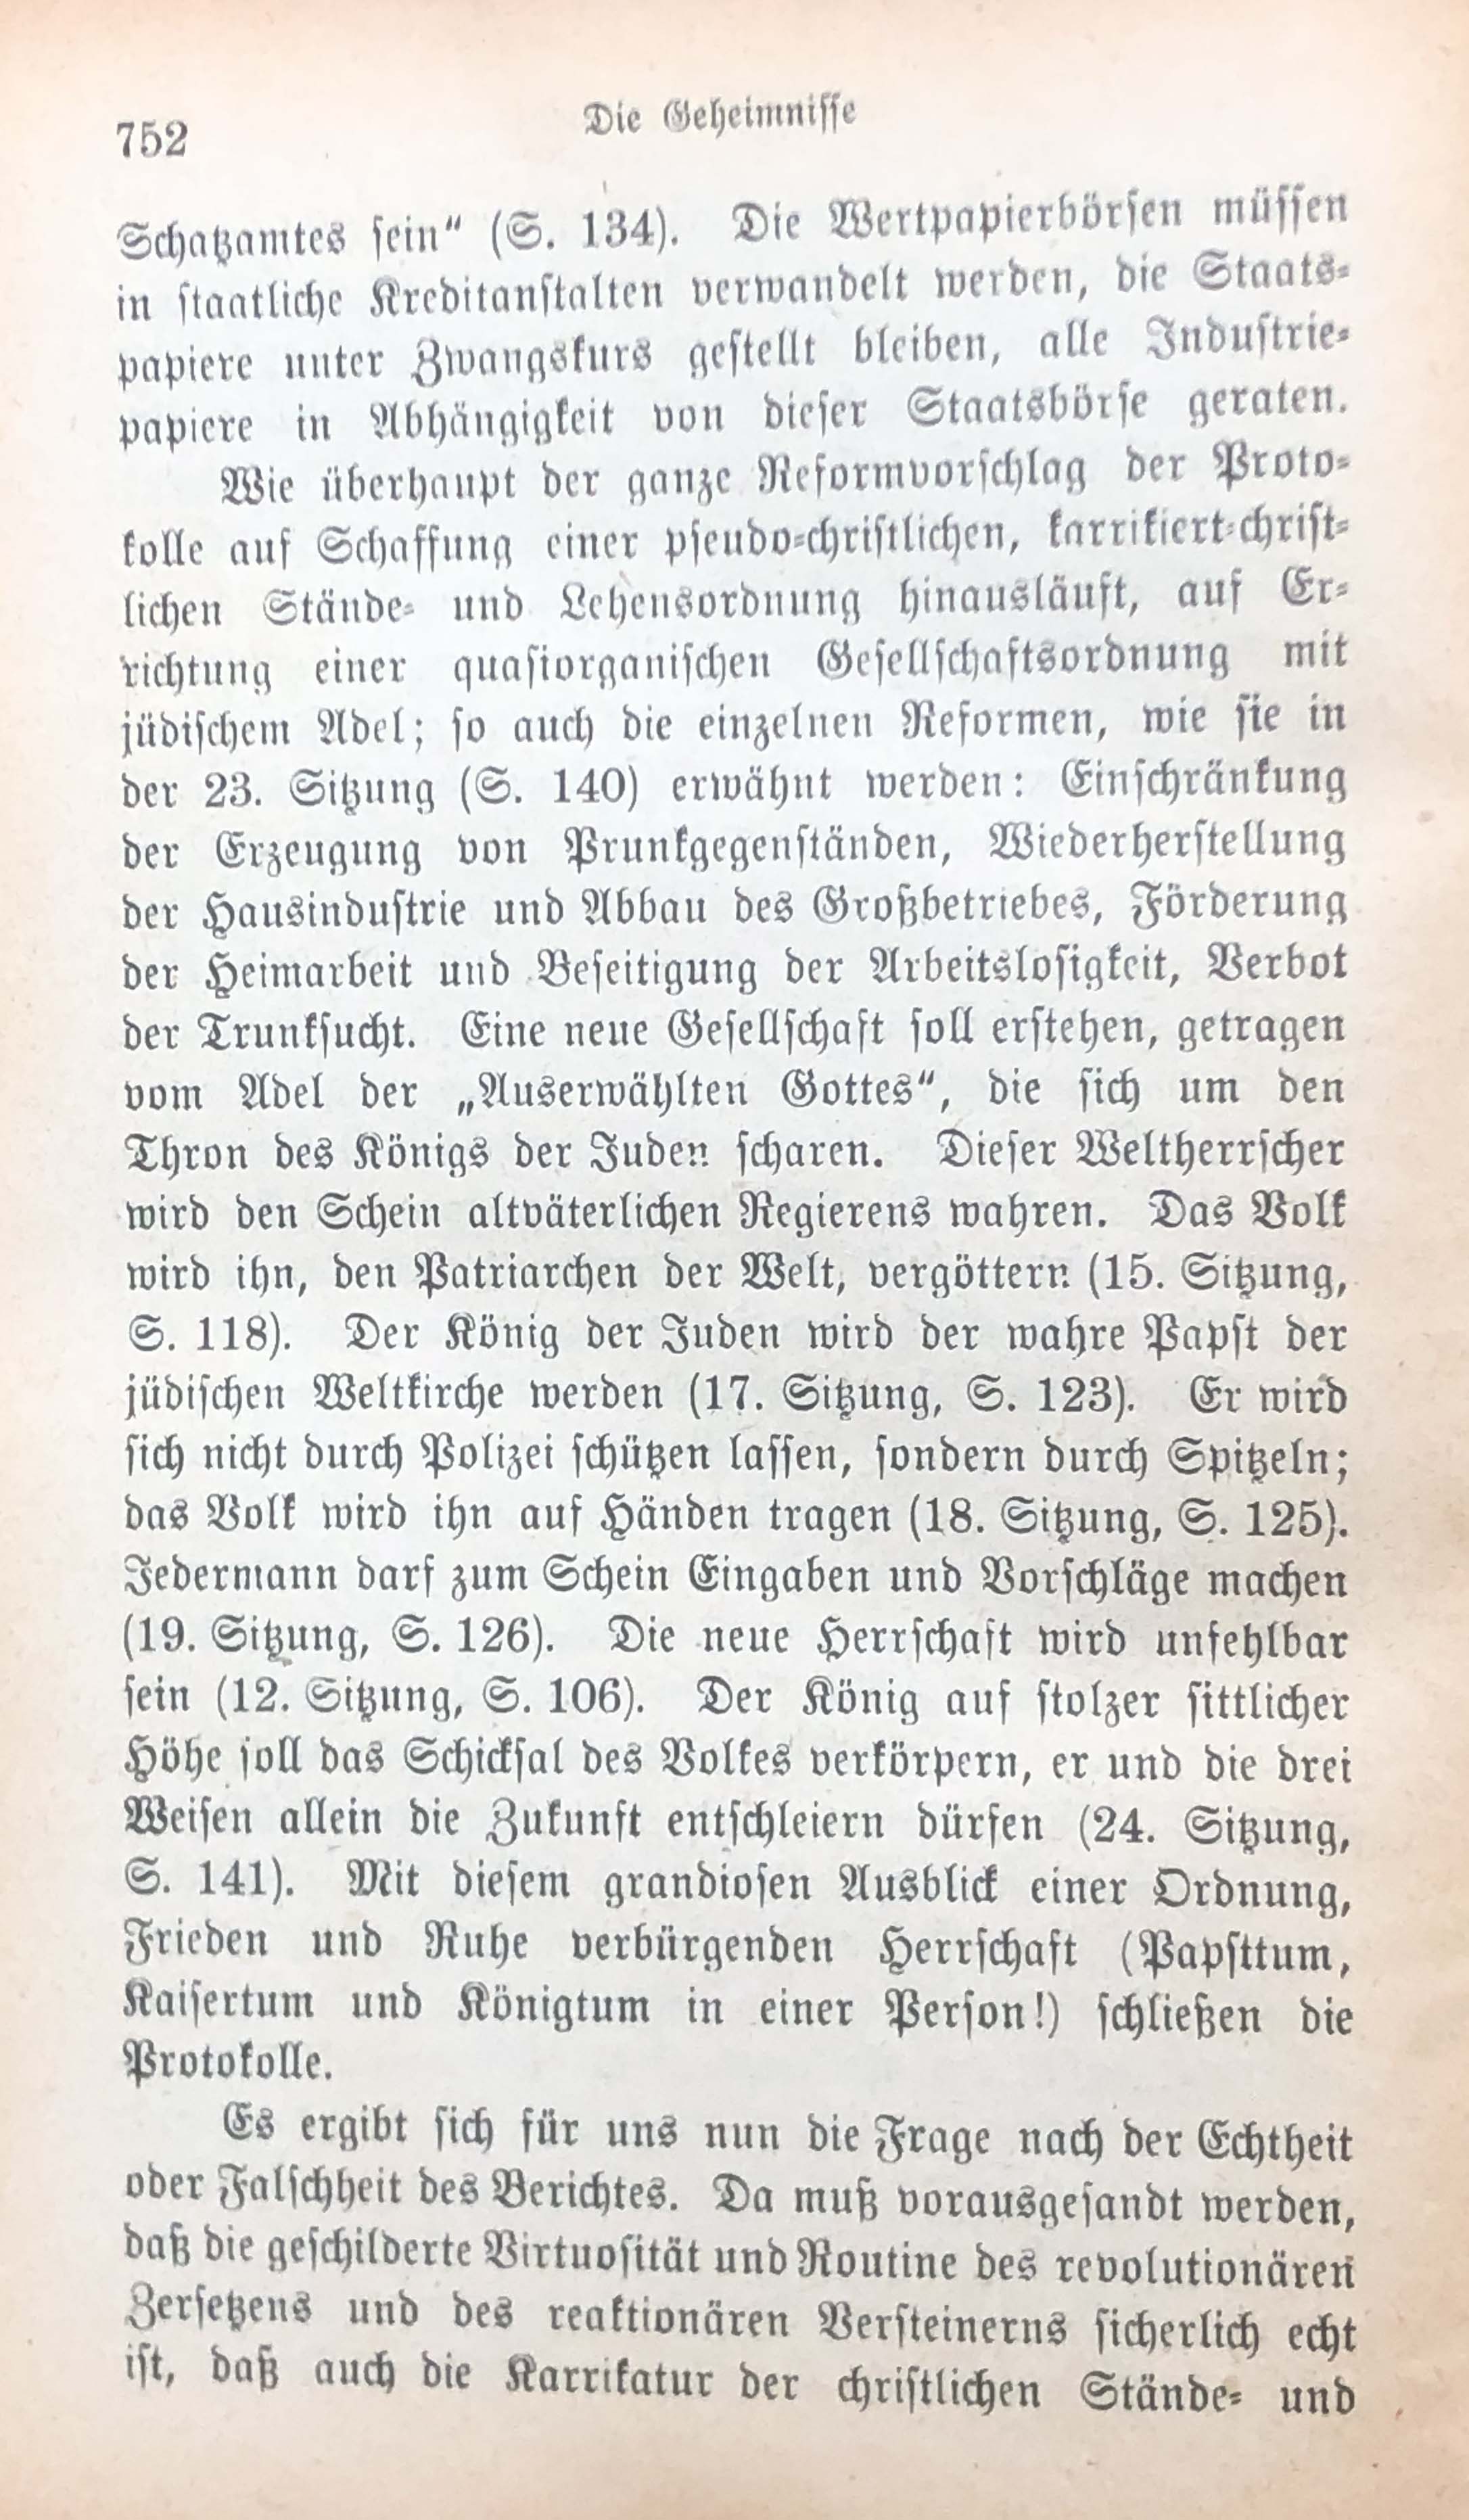 752
Die Geheimnisse
Schatzamtes sein“ (S. 134). Die Wertpapierbörsen müssen
in staatliche Kreditanstalten verwandelt werden, die Staats-
papiere unter Zwangskurs gestellt bleiben, alle Industrie-
papiere in Abhängigkeit von dieser Staatsbörse geraten.
Wie überhaupt der ganze Reformvorschlag der Proto-
kolle auf Schaffung einer pseudo-christlichen, karrikiert-christ-
lichen Stände- und Lehensordnung hinausläuft, auf Er-
richtung einer quasiorganischen Gesellschaftsordnung mit
jüdischem Adel; so auch die einzelnen Reformen, wie sie in
der 23. Sitzung (S. 140) erwähnt werden: Einschränkung
der Erzeugung von Prunkgegenständen, Wiederherstellung
der Hausindustrie und Abbau des Großbetriebes, Förderung
der Heimarbeit und Beseitigung der Arbeitslosigkeit, Verbot
der Trunksucht. Eine neue Gesellschaft soll erstehen, getragen
vom Adel der „Auserwählten Gottes“, die sich um den
Thron des Königs der Juden scharen. Dieser Weltherrscher
wird den Schein altväterlichen Regierens wahren. Das Volk
wird ihn, den Patriarchen der Welt, vergöttern (15. Sitzung,
S. 118). Der König der Juden wird der wahre Papst der
jüdischen Weltkirche werden (17. Sitzung, S. 123). Er wird
sich nicht durch Polizei schützen lassen, sondern durch Spitzeln;
das Volk wird ihn auf Händen tragen (18. Sitzung, S. 125).
Jedermann darf zum Schein Eingaben und Vorschläge machen
(19. Sitzung, S. 126). Die neue Herrschaft wird unfehlbar
sein (12. Sitzung, S. 106). Der König auf stolzer sittlicher
Höhe soll das Schicksal des Volkes verkörpern, er und die drei
Weisen allein die Zukunft entschleiern dürfen (24. Sitzung,
S. 141). Mit diesem grandiosen Ausblick einer Ordnung,
Frieden und Ruhe verbürgenden Herrschaft (Papsttum,
Kaisertum und Königtum in einer Person!) schließen die
Protokolle.
Es ergibt sich für uns nun die Frage nach der Echtheit
oder Falschheit des Berichtes. Da muß vorausgesandt werden,
daß die geschilderte Virtuosität und Routine des revolutionären
Zersetzens und des reaktionären Versteinerns sicherlich echt
ist, daß auch die Karrikatur der christlichen Stände- und